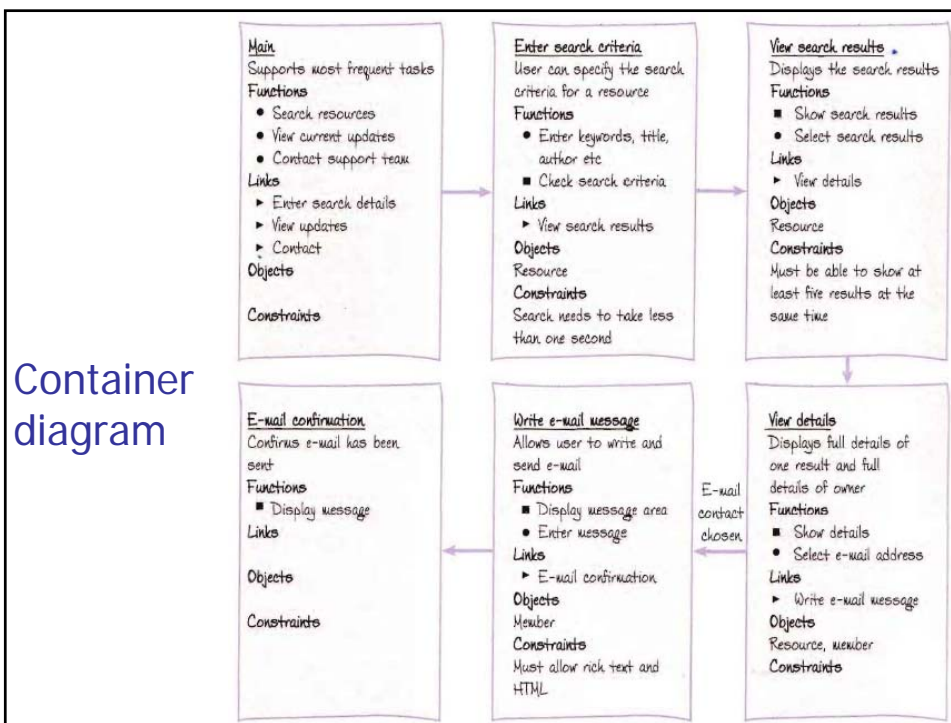 Container
diagram
Main
Supports most frequent tasks
Functions
● Search resources
● View current updates
● Contact support team
Links
► Enter search details
► View updates
► Contact
Objects
Constraints
Enter search criteria
User can specify the search
criteria for a resource
Functions
● Enter keywords, title,
author etc
■ Check search criteria
Links
► View search results
Objects
Resource
Constraints
Search needs to take less
than one second
View search results
Displays the search results
Functions
■ Show search results
● Select search results
Links
► View details
Objects
Resource
Constraints
Must be able to show at
least five results at the
same time
View details
Displays full details of
one result and full
details of owner
Functions
■ Show details
● Select e-mail address
Links
► Write e-mail message
Objects
Resource, member
Constraints
E-mail
contact
chosen
Write e-mail message
Allows user to write and
send e-mail
Functions
■ Display message area
● Enter message
Links
► E-mail confirmation
Objects
Member
Constraints
Must allow rich text and
HTML
E-mail confirmation
Confirms e-mail has been
sent
Functions
■ Display message
Links
Objects
Constraints